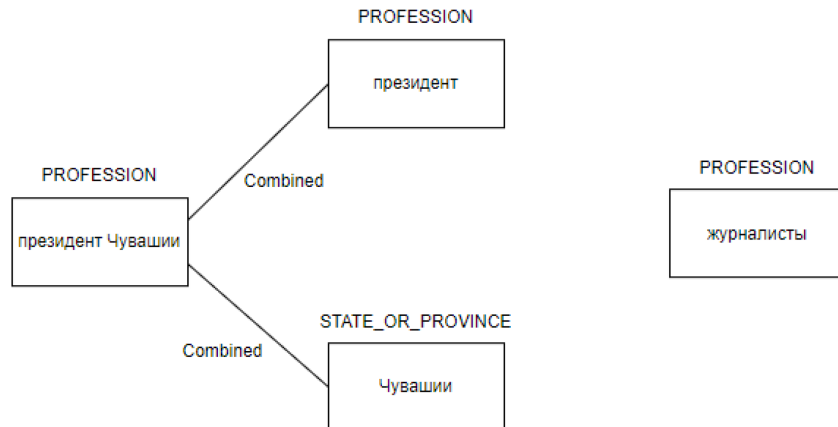 PROFESSION
президент
PROFESSION
президент Чувашии
Combined
Combined
STATE_OR_PROVINCE
Чувашии
PROFESSION
журналисты